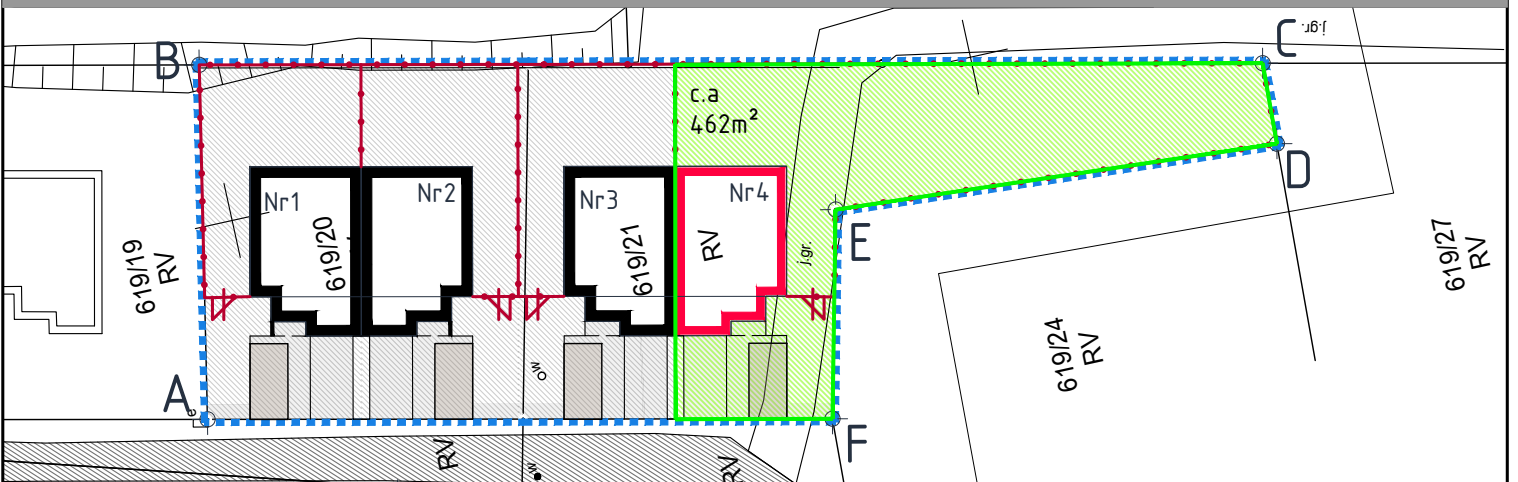 B
C
j.gr.
c.a
462m²
D
Nr1
Nr2
Nr3
Nr4
619/19
RV
619/20
619/21
RV
j.gr.
E
619/27
RV
619/24
RV
ow
A
e
F
RV
w
RV